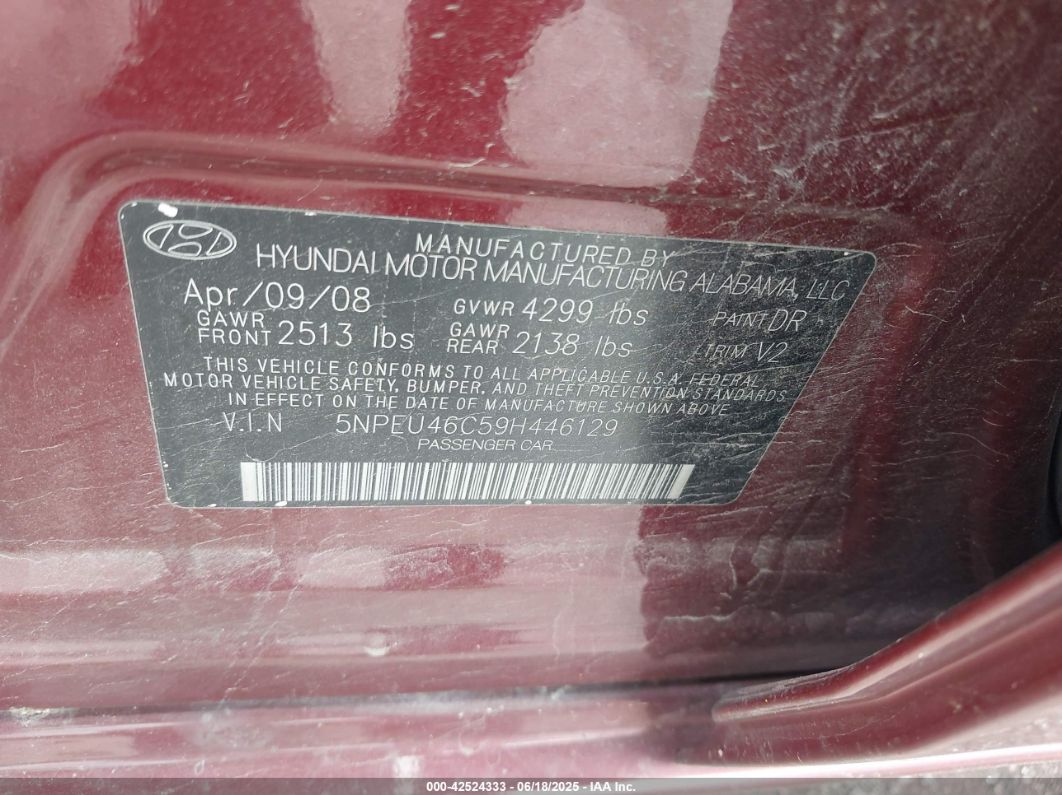 MANUFACTURED BY
HYUNDAI MOTOR MANUFACTURING ALABAMA, LLC
Apr/09/08 GVWR 4299 lbs PAINT DR
GAWR FRONT 2513 lbs GAWR REAR 2138 lbs TRIM V2
THIS VEHICLE CONFORMS TO ALL APPLICABLE U.S.A. FEDERAL
MOTOR VEHICLE SAFETY, BUMPER, AND THEFT PREVENTION STANDARDS
IN EFFECT ON THE DATE OF MANUFACTURE SHOWN ABOVE
V.I.N 5NPEU46C59H446129
PASSENGER CAR
000-42524333 - 06/18/2025 - IAA Inc.